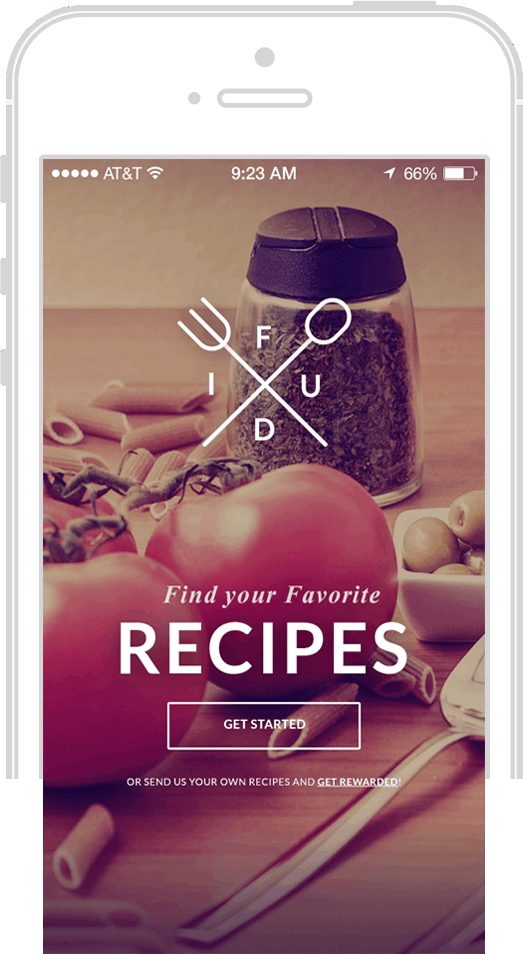 AT&T 9:23 AM 66%
F
I U
D
Find your Favorite
RECIPES
GET STARTED
OR SEND US YOUR OWN RECIPES AND GET REWARDED!